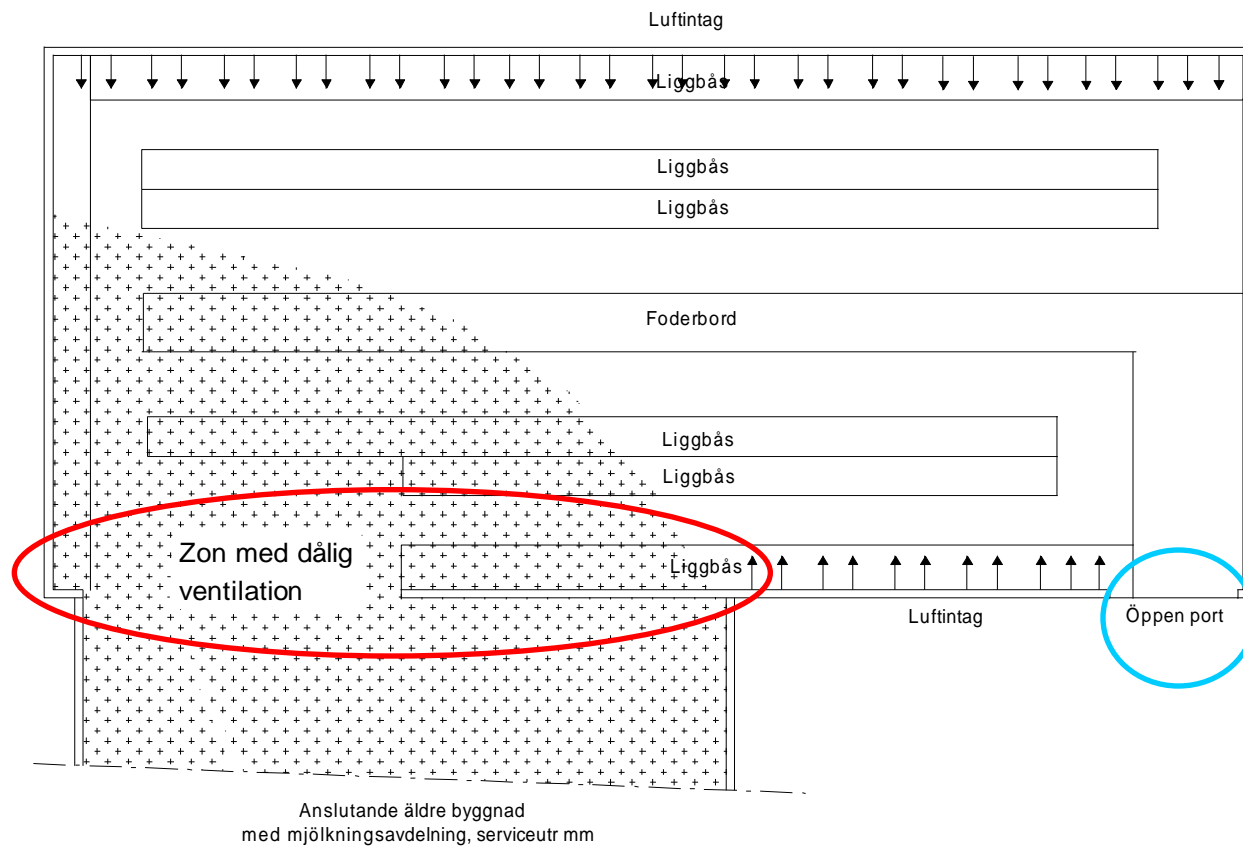 Luftintag
Liggbås
Liggbås
Liggbås
Foderbord
Liggbås
Liggbås
Zon med dålig
ventilation
Liggbås
Luftintag
Öppen port
Anslutande äldre byggnad
med mjölkningsavdelning, serviceutr mm